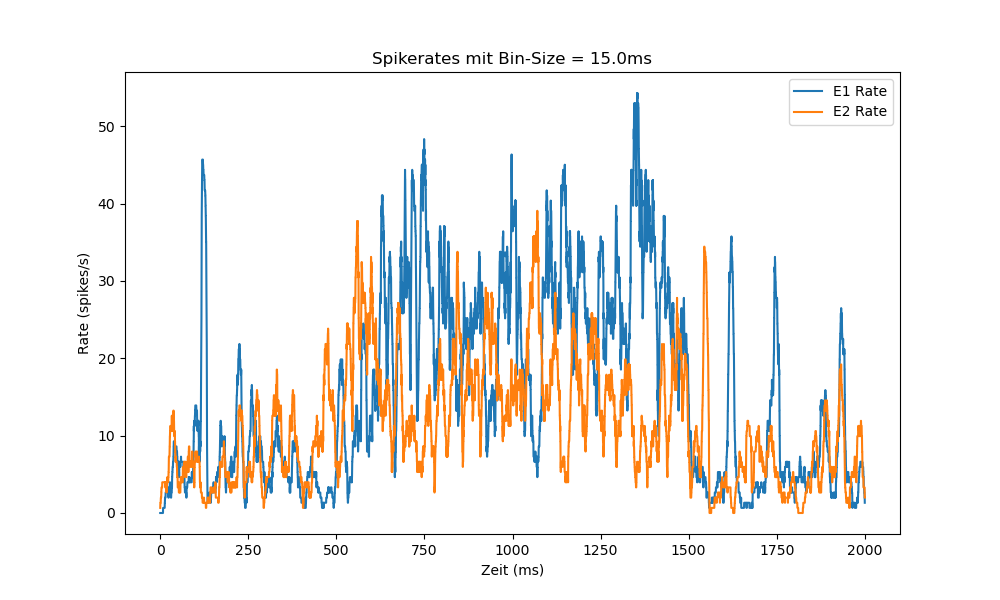 Spikerates mit Bin-Size = 15.0ms
E1 Rate
E2 Rate
Rate (spikes/s)
50
40
30
20
10
0
0 250 500 750 1000 1250 1500 1750 2000
Zeit (ms)